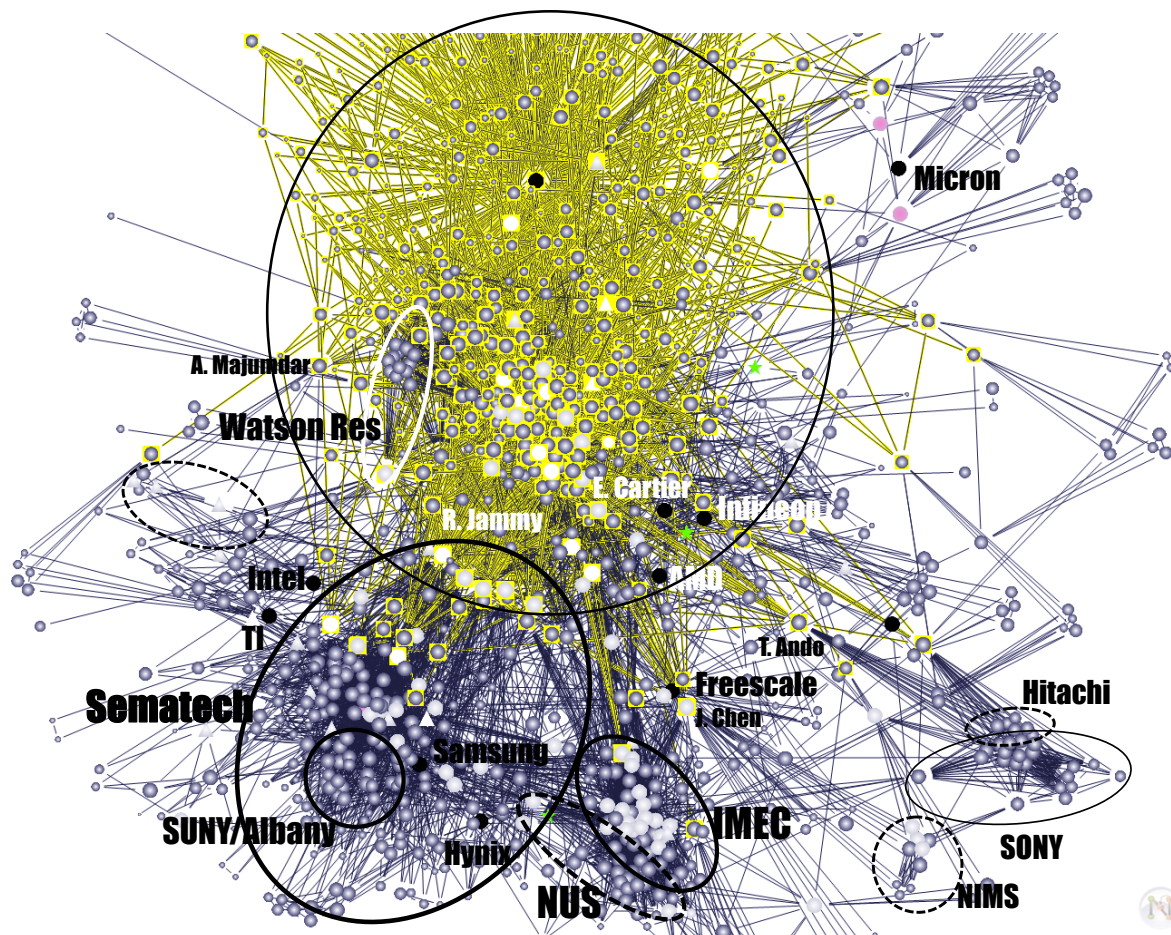 Micron
A. Majumdar
Watson Res
E. Cartier
R. Jammy
Infineon
Intel
AMD
TI
T. Ando
Sematech
Freescale
Hitachi
J. Chen
Samsung
SUNY/Albany
IMEC
Hynix
SONY
NUS
NIMS